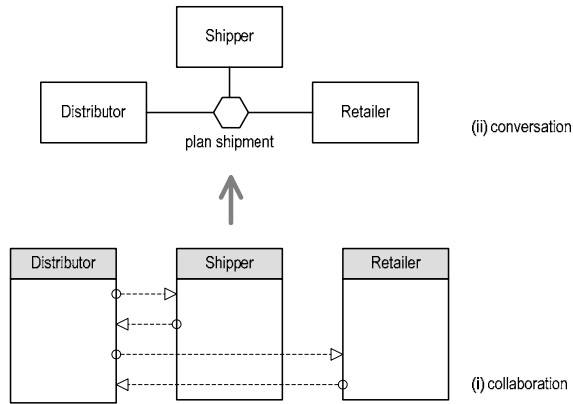 Shipper
Distributor
Retailer
plan shipment
(ii) conversation
Distributor
Shipper
Retailer
(i) collaboration